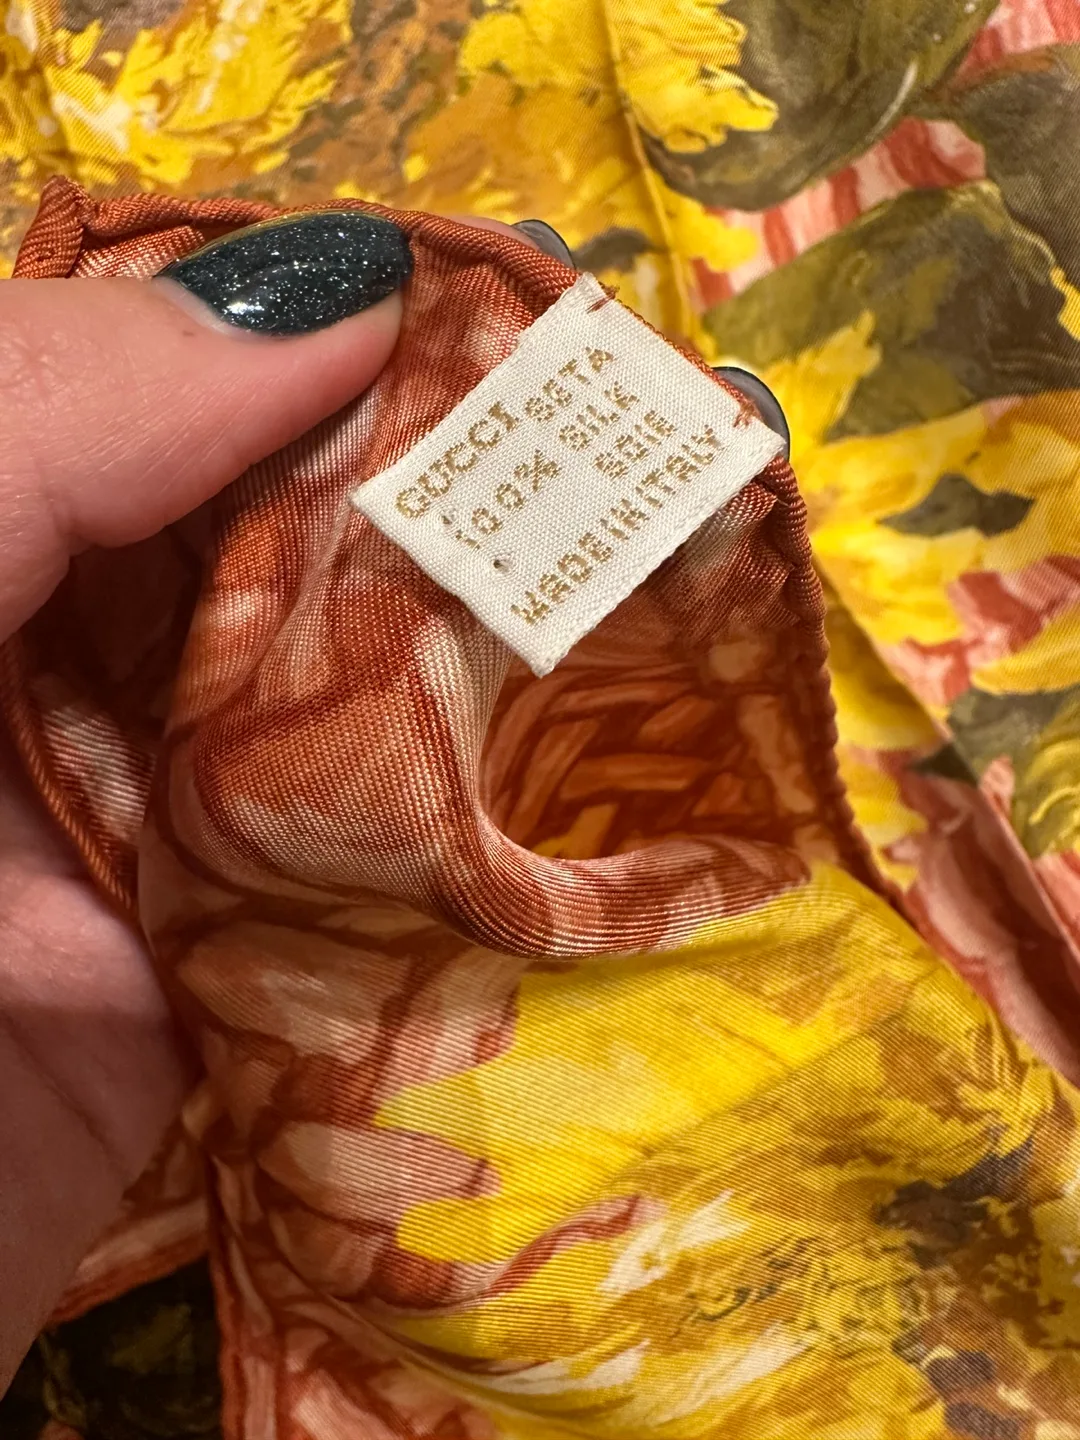 GUCCI SETA
100% SILK
SOIE
MADE IN ITALY